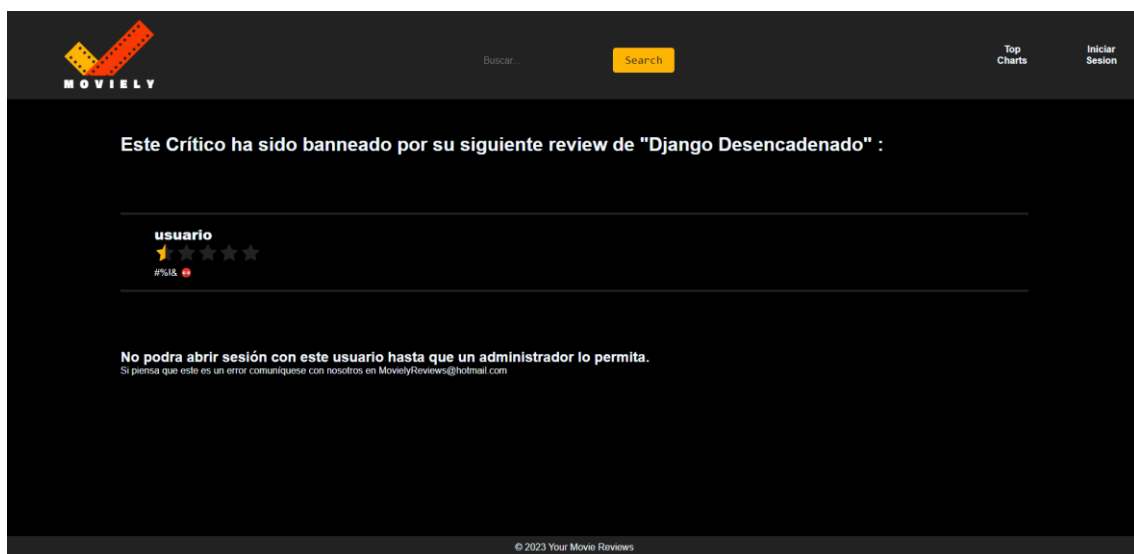 MOVIELY
Buscar...
Search
Top
Charts
Iniciar
Sesion
Este Crítico ha sido banneado por su siguiente review de "Django Desencadenado" :
usuario
#%!&
No podra abrir sesión con este usuario hasta que un administrador lo permita.
Si piensa que este es un error comuníquese con nosotros en MovielyReviews@hotmail.com
© 2023 Your Movie Reviews